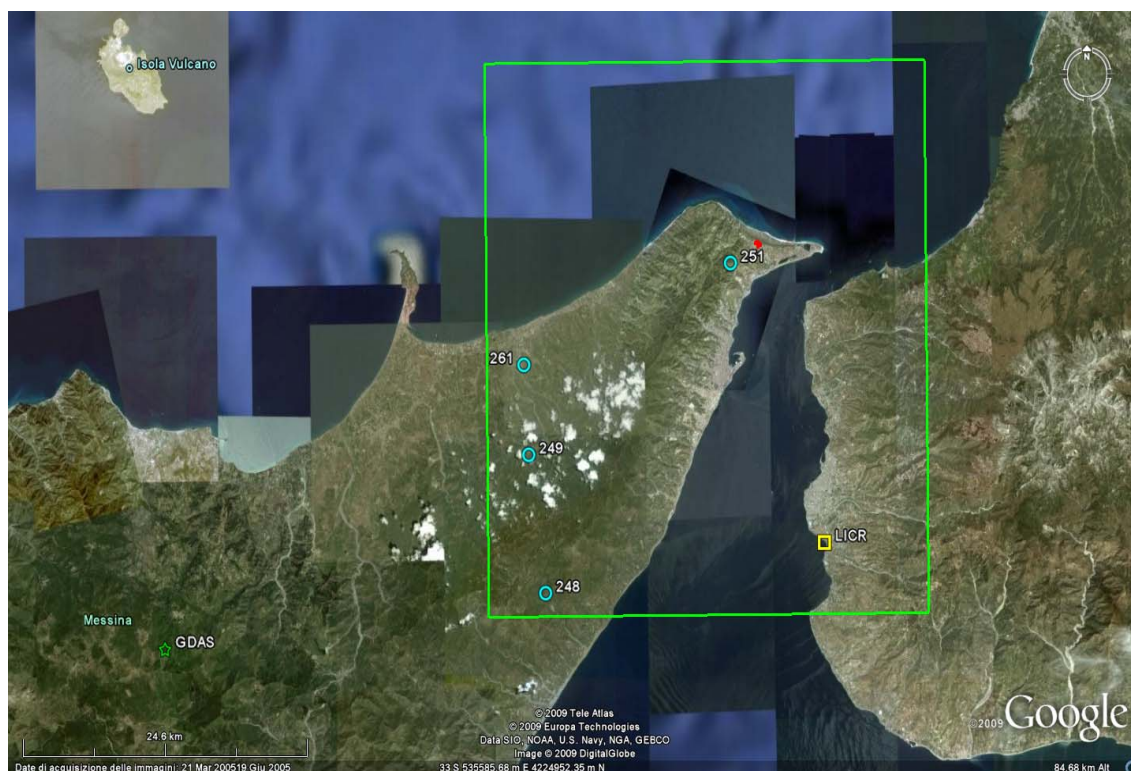 Isola Vulcano
N
251
261
249
LICR
248
Messina
GDAS
© 2009 Tele Atlas
© 2009 Europa Technologies
Data SIO, NOAA, U.S. Navy, NGA, GEBCO
Image © 2009 DigitalGlobe
©2009 Google
24.6 km
Date di acquisizione delle immagini: 21 Mar 200519 Giu 2005
33 S 535585.68 m E 4224952.35 m N
84.68 km Alt